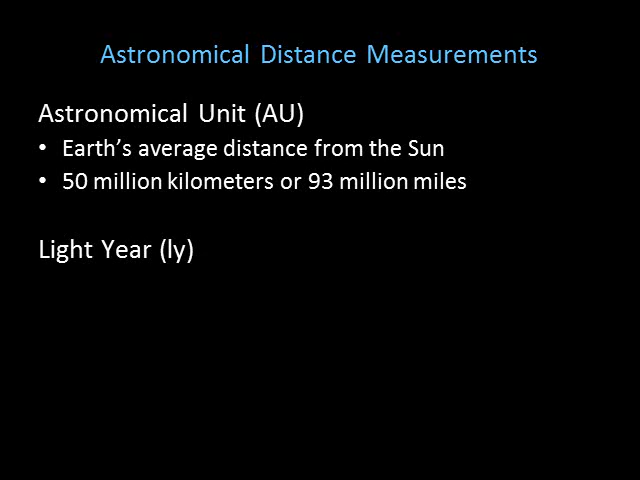 Astronomical Distance Measurements
Astronomical Unit (AU)
• Earth’s average distance from the Sun
• 50 million kilometers or 93 million miles
Light Year (ly)